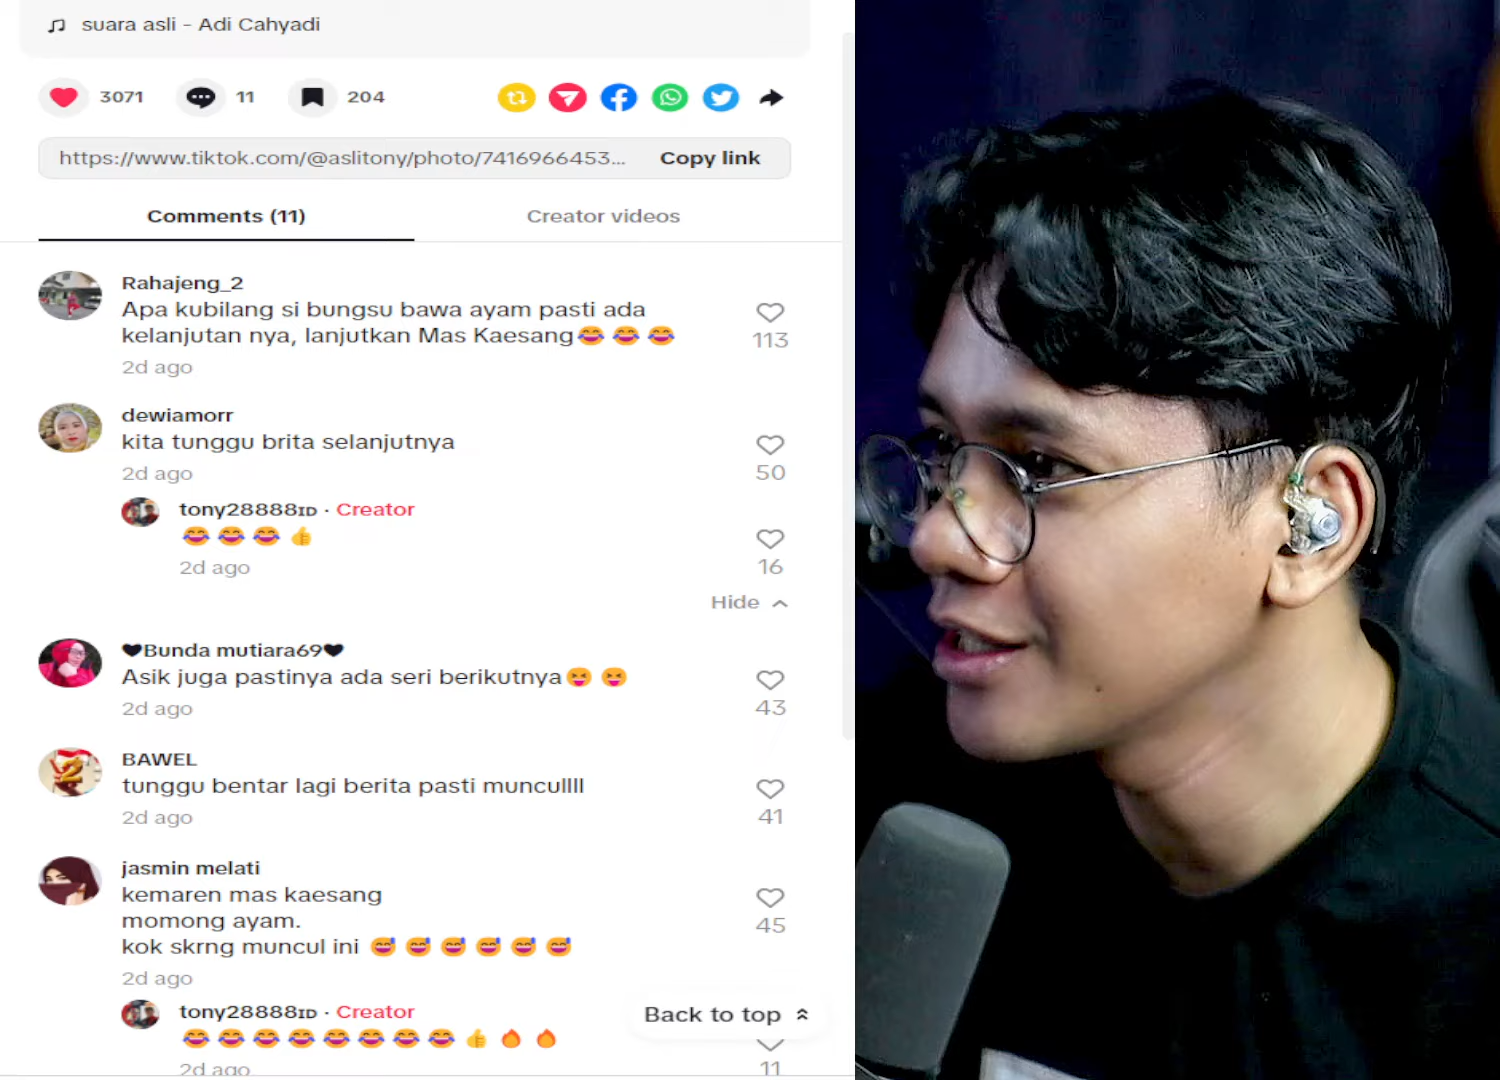 suara asli - Adi Cahyadi
3071 11 204
https://www.tiktok.com/@aslitony/photo/7416966453... Copy link
Comments (11) Creator videos
Rahajeng_2
Apa kubilang si bungsu bawa ayam pasti ada
kelanjutan nya, lanjutkan Mas Kaesang😂😂😂
113
2d ago
dewiamorr
kita tunggu brita selanjutnya
50
2d ago
tony28888ɪᴅ · Creator
😂😂😂👍
16
2d ago
Hide
🖤Bunda mutiara69🖤
Asik juga pastinya ada seri berikutnya😝😝
43
2d ago
BAWEL
tunggu bentar lagi berita pasti muncullll
41
2d ago
jasmin melati
kemaren mas kaesang
momong ayam.
45
kok skrng muncul ini 😅😅😅😅😅😅
2d ago
tony28888ɪᴅ · Creator
Back to top
😂😂😂😂😂😂😂😂👍🔥🔥
11
2d ago